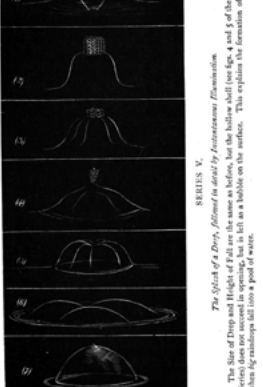 SERIES V.
The Splash of a Drop, followed in detail by Instantaneous Illumination.
The Size of Drop and Height of Fall are the same as before, but the hollow shell (see figs. 4 and 5 of the
series) does not succeed in opening, but is left as a bubble on the surface. This explains the formation of
when big raindrops fall into a pool of water.